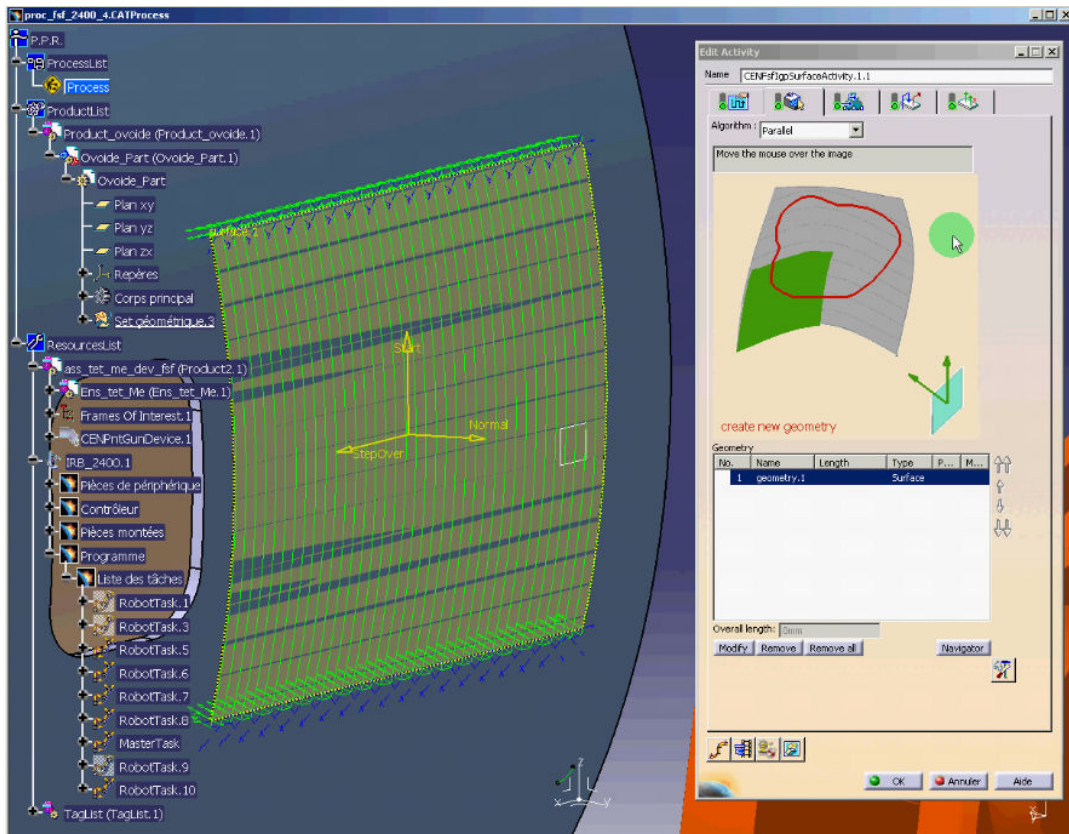 proc_fsf_2400_4.CATProcess
P.P.R.
ProcessList
Process
ProductList
Product_ovoide (Product_ovoide.1)
Ovoide_Part (Ovoide_Part.1)
Ovoide_Part
Plan xy
Plan yz
Plan zx
Repères
Corps principal
Set géométrique.3
ResourcesList
ass_tet_me_dev_fsf (Product2.1)
Ens_tet_Me (Ens_tet_Me.1)
Frames Of Interest.1
CENPntGunDevice.1
IRB_2400.1
Pièces de périphérique
Contrôleur
Pièces montées
Programme
Liste des tâches
RobotTask.1
RobotTask.3
RobotTask.5
RobotTask.6
RobotTask.7
RobotTask.8
MasterTask
RobotTask.9
RobotTask.10
TagList (TagList.1)
Start
Normal
StepOver
z
x
y
Edit Activity
Name CENFsf1gpSurfaceActivity.1.1
Algorithm : Parallel
Move the mouse over the image
create new geometry
Geometry
No. Name Length Type P... M...
1 geometry.1 Surface
Overall length: 0mm
Modify Remove Remove all Navigator
OK Annuler Aide